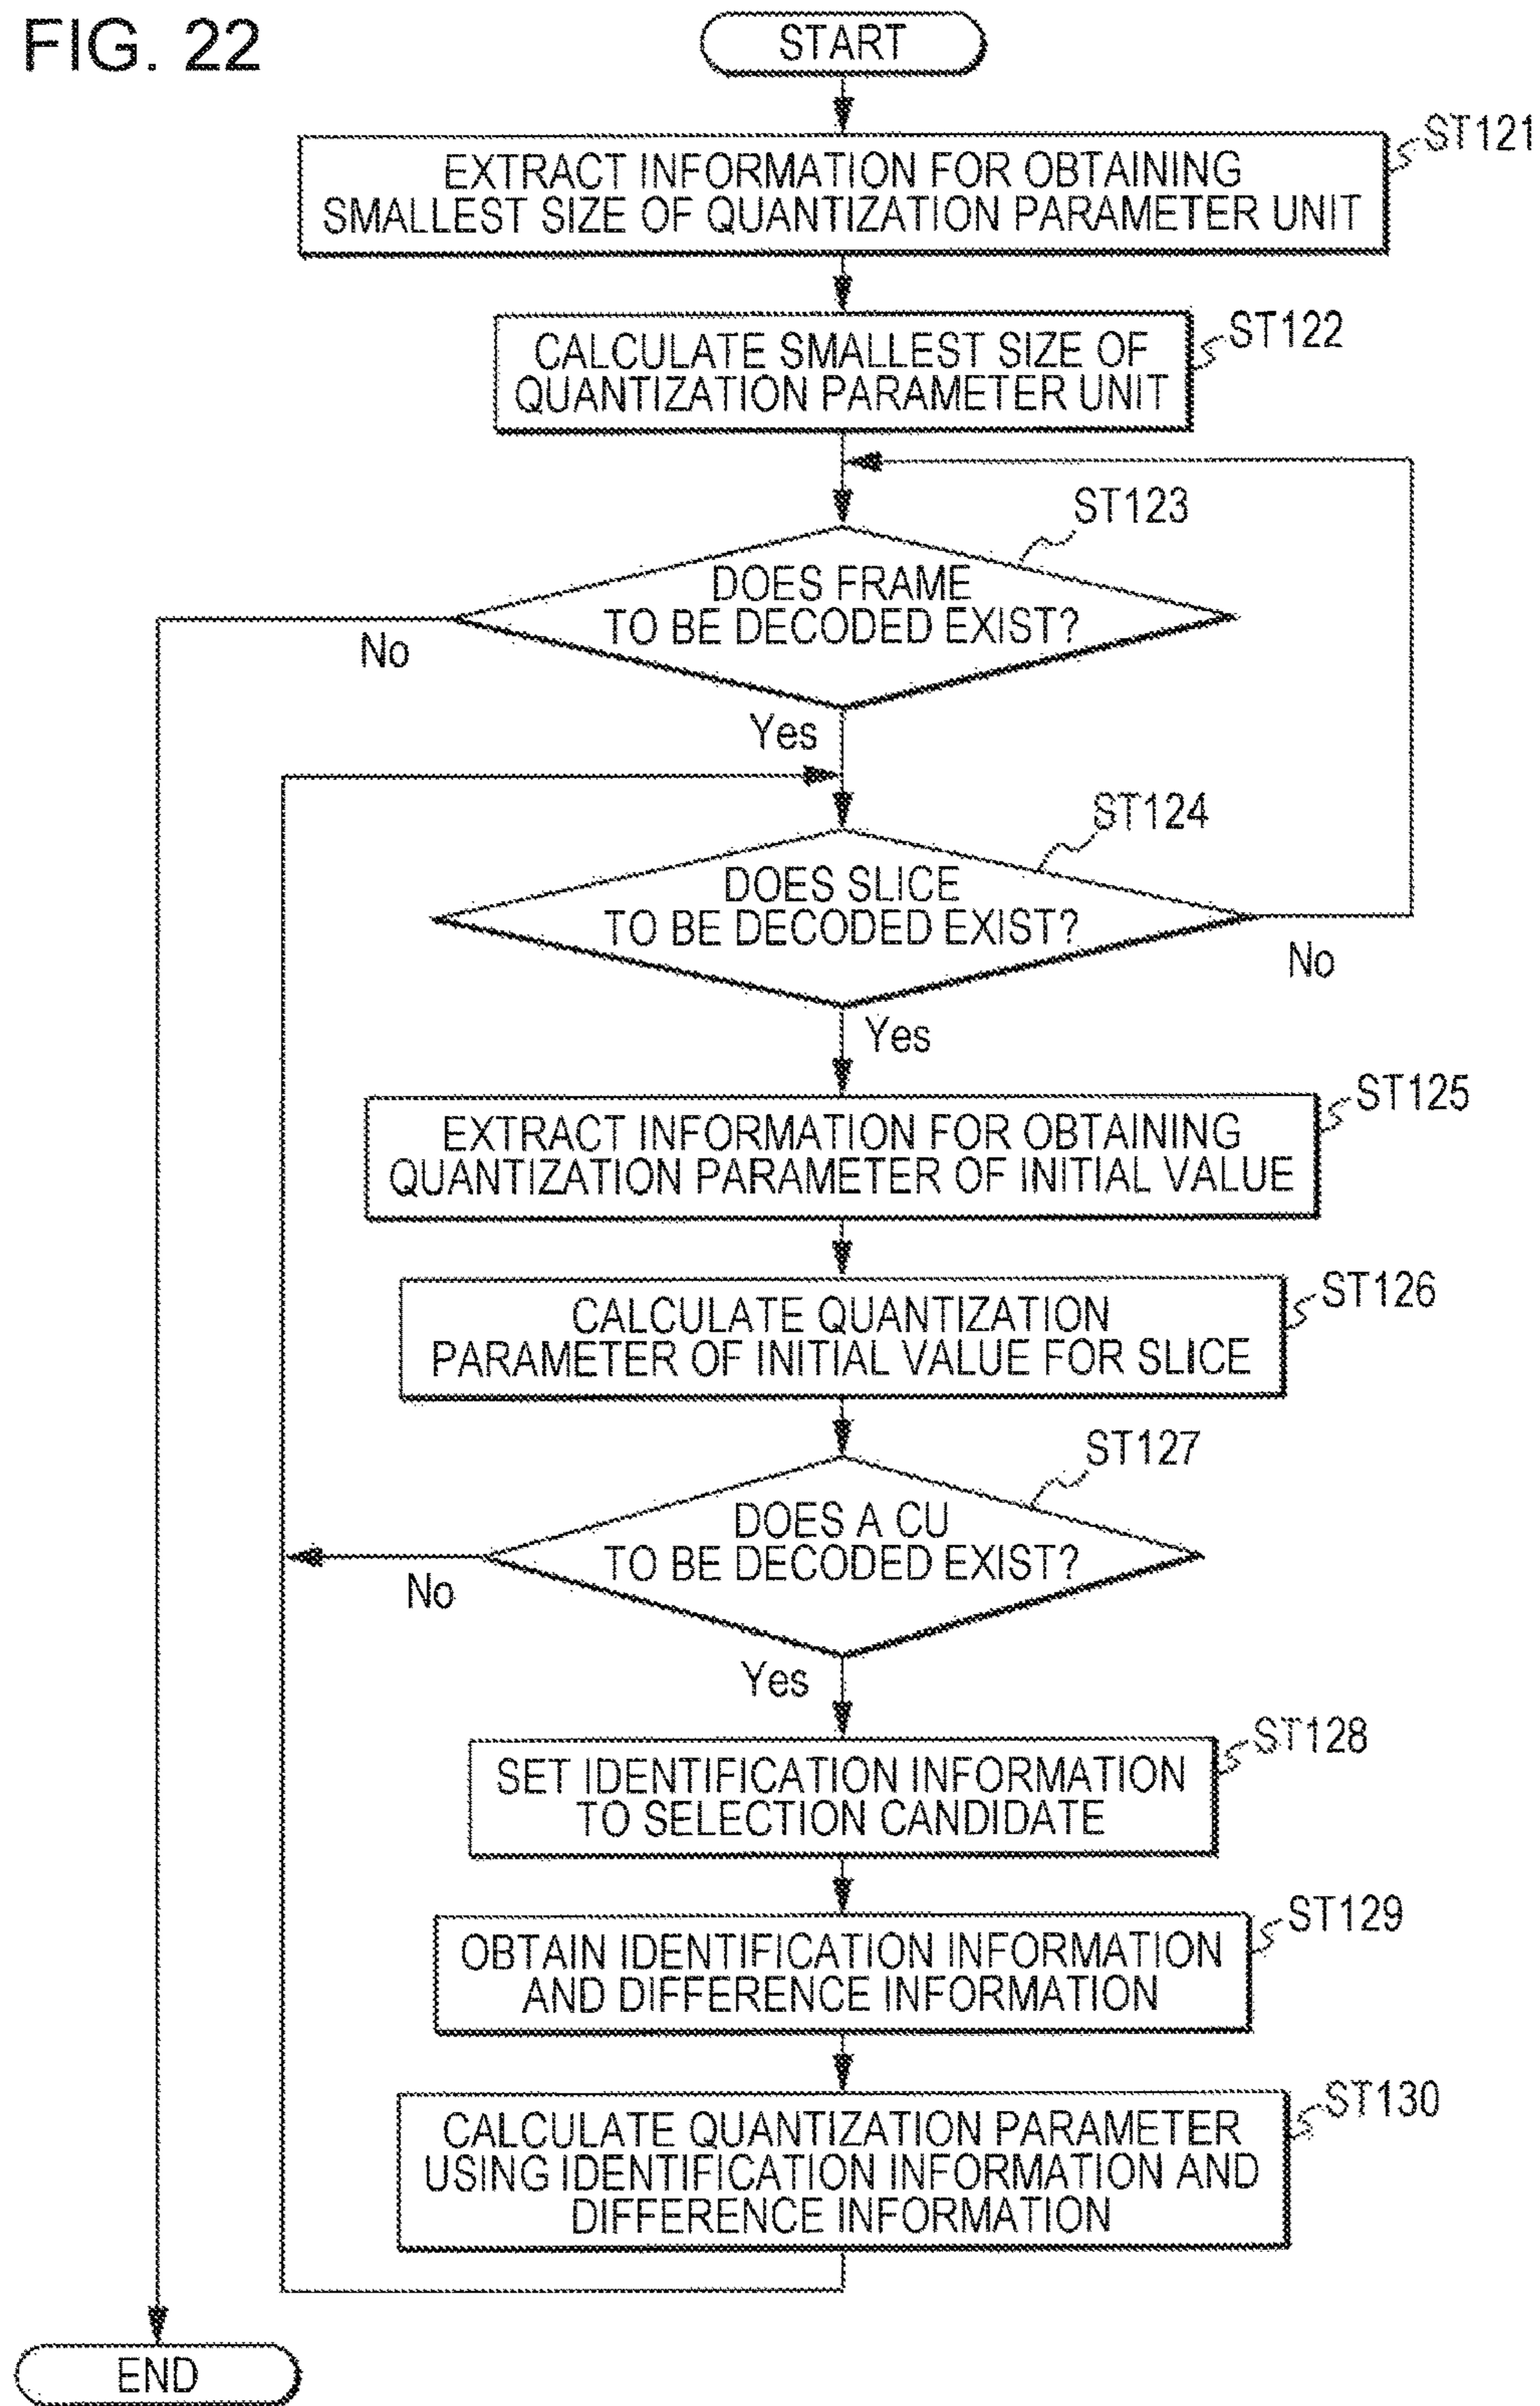 FIG. 22
START
ST121
EXTRACT INFORMATION FOR OBTAINING
SMALLEST SIZE OF QUANTIZATION PARAMETER UNIT
ST122
CALCULATE SMALLEST SIZE OF
QUANTIZATION PARAMETER UNIT
ST123
DOES FRAME
TO BE DECODED EXIST?
No
Yes
ST124
DOES SLICE
TO BE DECODED EXIST?
No
Yes
ST125
EXTRACT INFORMATION FOR OBTAINING
QUANTIZATION PARAMETER OF INITIAL VALUE
ST126
CALCULATE QUANTIZATION
PARAMETER OF INITIAL VALUE FOR SLICE
ST127
DOES A CU
TO BE DECODED EXIST?
No
Yes
ST128
SET IDENTIFICATION INFORMATION
TO SELECTION CANDIDATE
ST129
OBTAIN IDENTIFICATION INFORMATION
AND DIFFERENCE INFORMATION
ST130
CALCULATE QUANTIZATION PARAMETER
USING IDENTIFICATION INFORMATION AND
DIFFERENCE INFORMATION
END